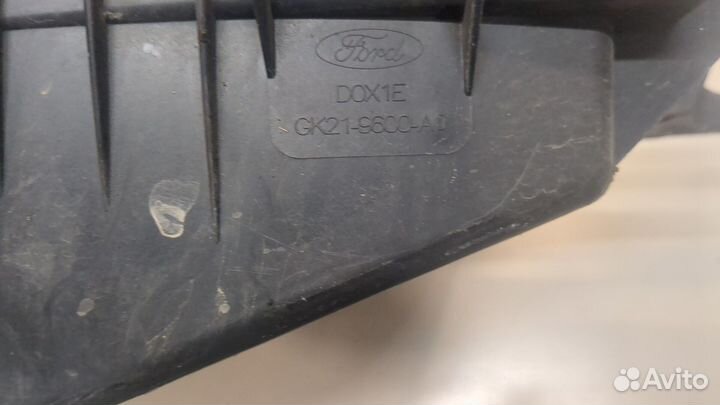 Ford
D0X1E
GK21-9600-A
Avito